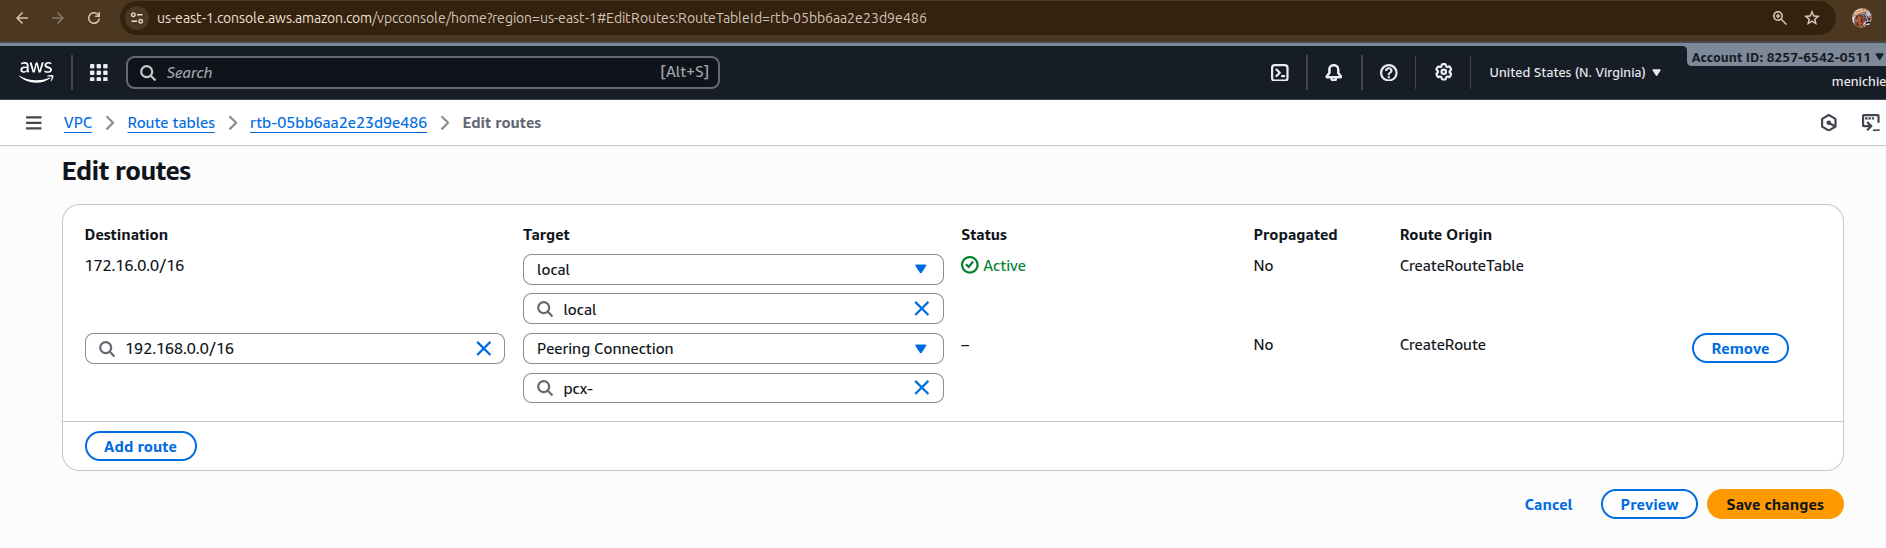 us-east-1.console.aws.amazon.com/vpcconsole/home?region=us-east-1#EditRoutes:RouteTableId=rtb-05bb6aa2e23d9e486
aws Search [Alt+S] United States (N. Virginia) Account ID: 8257-6542-0511
menichie
VPC Route tables rtb-05bb6aa2e23d9e486 Edit routes
Edit routes
Destination Target Status Propagated Route Origin
172.16.0.0/16 local Active No CreateRouteTable
local
192.168.0.0/16 Peering Connection – No CreateRoute Remove
pcx-
Add route
Cancel Preview Save changes